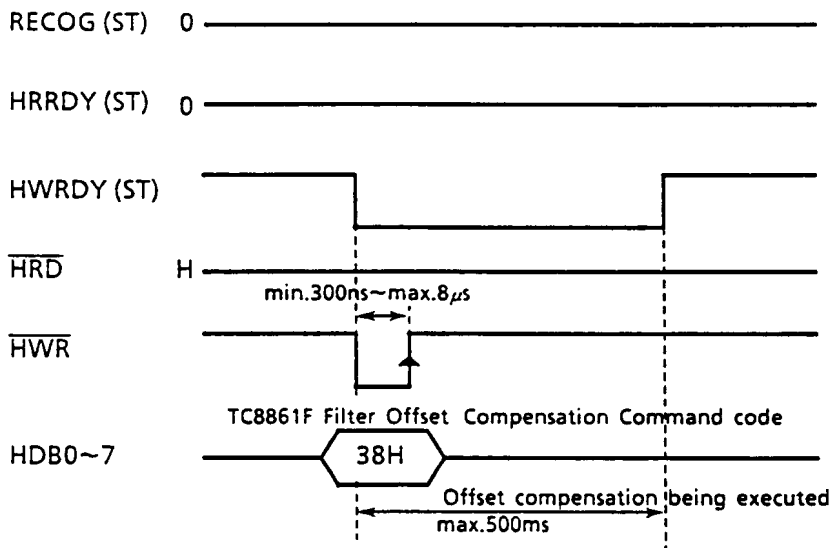 RECOG (ST) 0
HRRDY (ST) 0
HWRDY (ST)
HRD H
min.300ns~max.8μs
HWR
TC8861F Filter Offset Compensation Command code
HDB0~7 38H
Offset compensation being executed
max.500ms